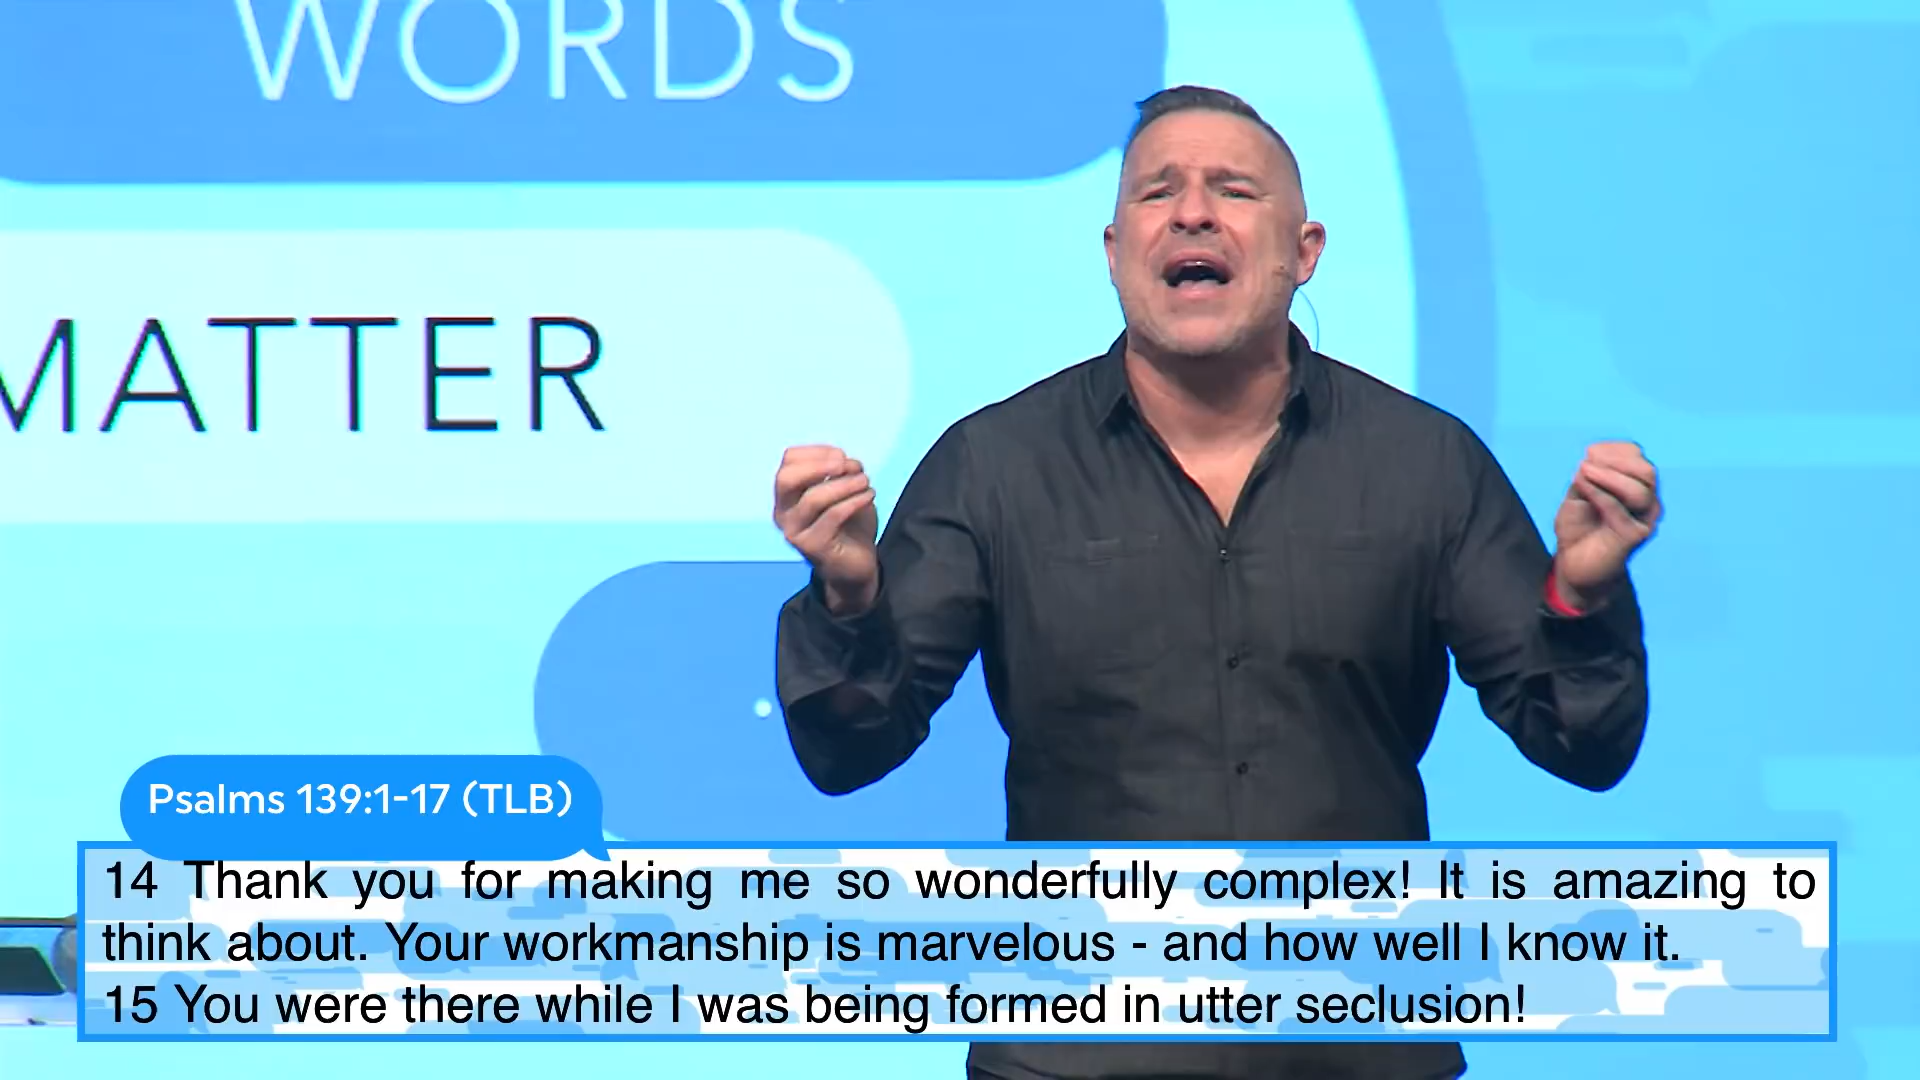 WORDS
MATTER
Psalms 139:1-17 (TLB)
14 Thank you for making me so wonderfully complex! It is amazing to
think about. Your workmanship is marvelous - and how well I know it.
15 You were there while I was being formed in utter seclusion!